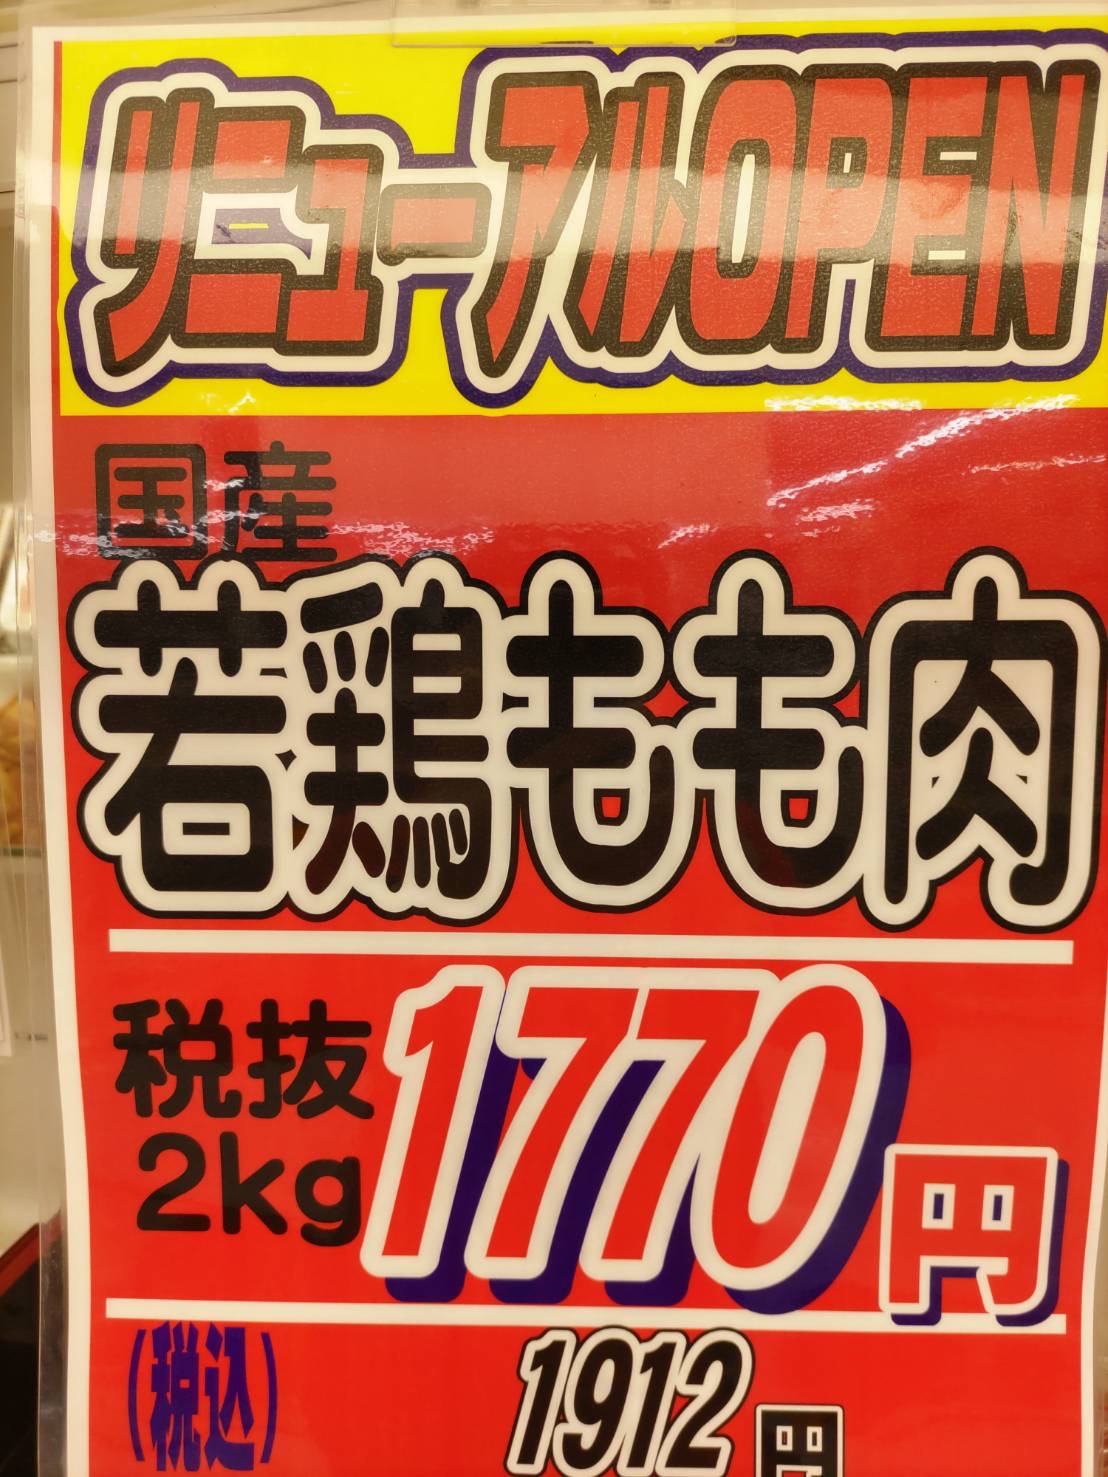 リニューアルOPEN
国産
若鶏もも肉
税抜
2kg
1770円
(税込)
1912円